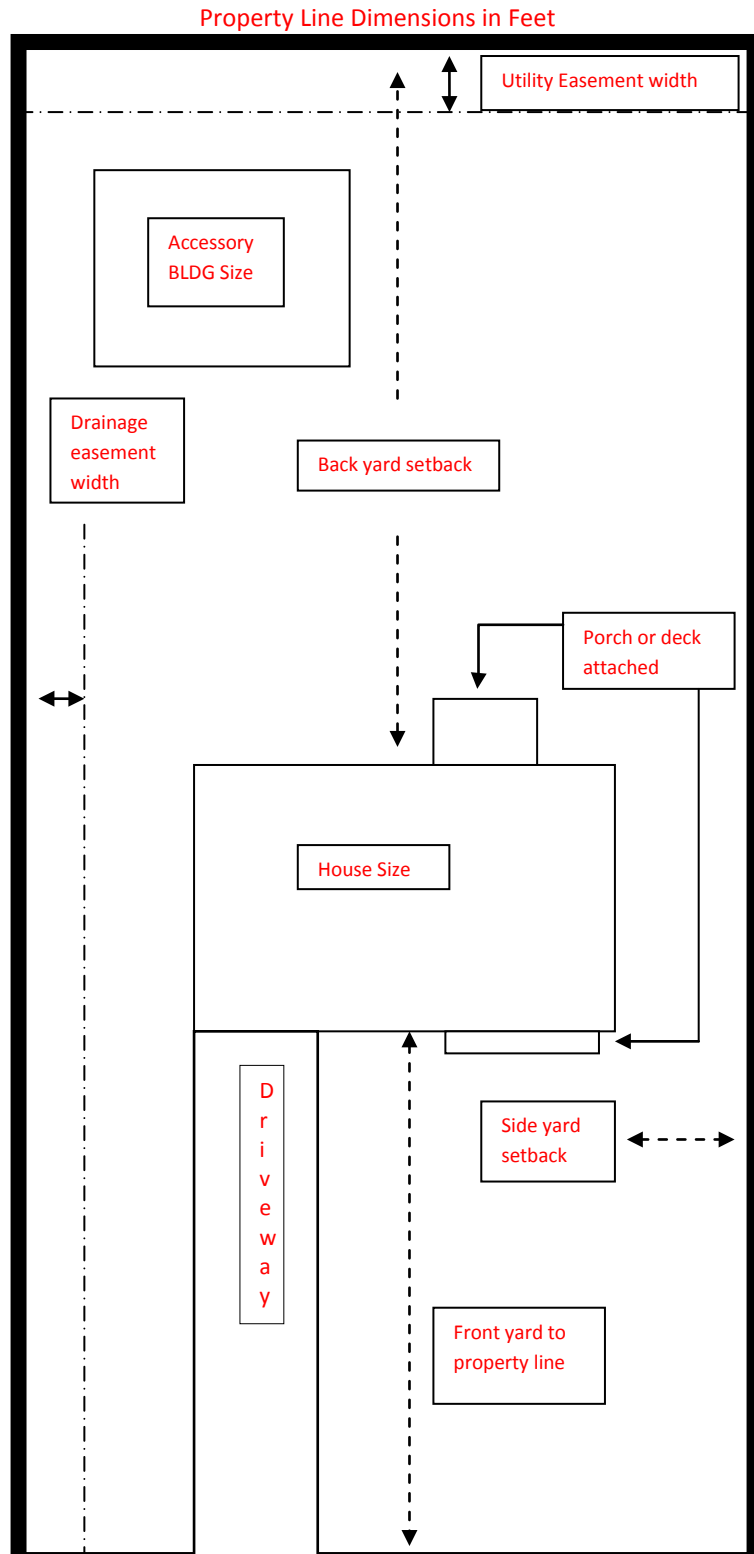 Property Line Dimensions in Feet
Utility Easement width
Accessory
BLDG Size
Drainage
easement
width
Back yard setback
Porch or deck
attached
House Size
D
r
i
v
e
w
a
y
Side yard
setback
Front yard to
property line